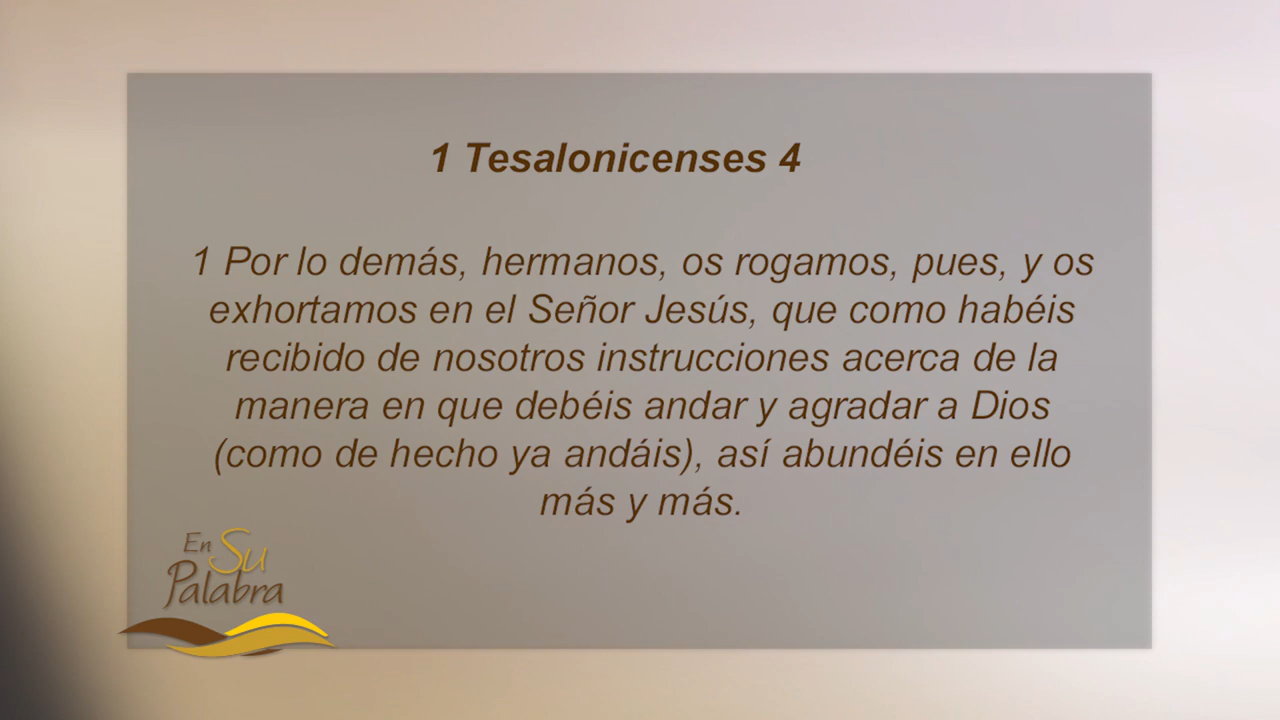 1 Tesalonicenses 4
1 Por lo demás, hermanos, os rogamos, pues, y os
exhortamos en el Señor Jesús, que como habéis
recibido de nosotros instrucciones acerca de la
manera en que debéis andar y agradar a Dios
(como de hecho ya andáis), así abundéis en ello
más y más.
En Su
Palabra